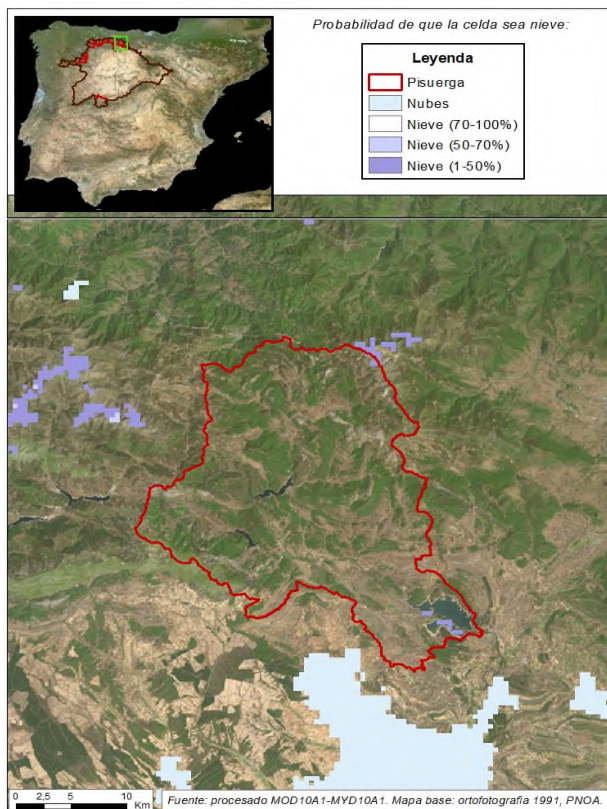 Probabilidad de que la celda sea nieve:
Leyenda
Pisuerga
Nubes
Nieve (70-100%)
Nieve (50-70%)
Nieve (1-50%)
0 2,5 5 10
Km
Fuente: procesado MOD10A1-MYD10A1. Mapa base: ortofotografia 1991, PNOA